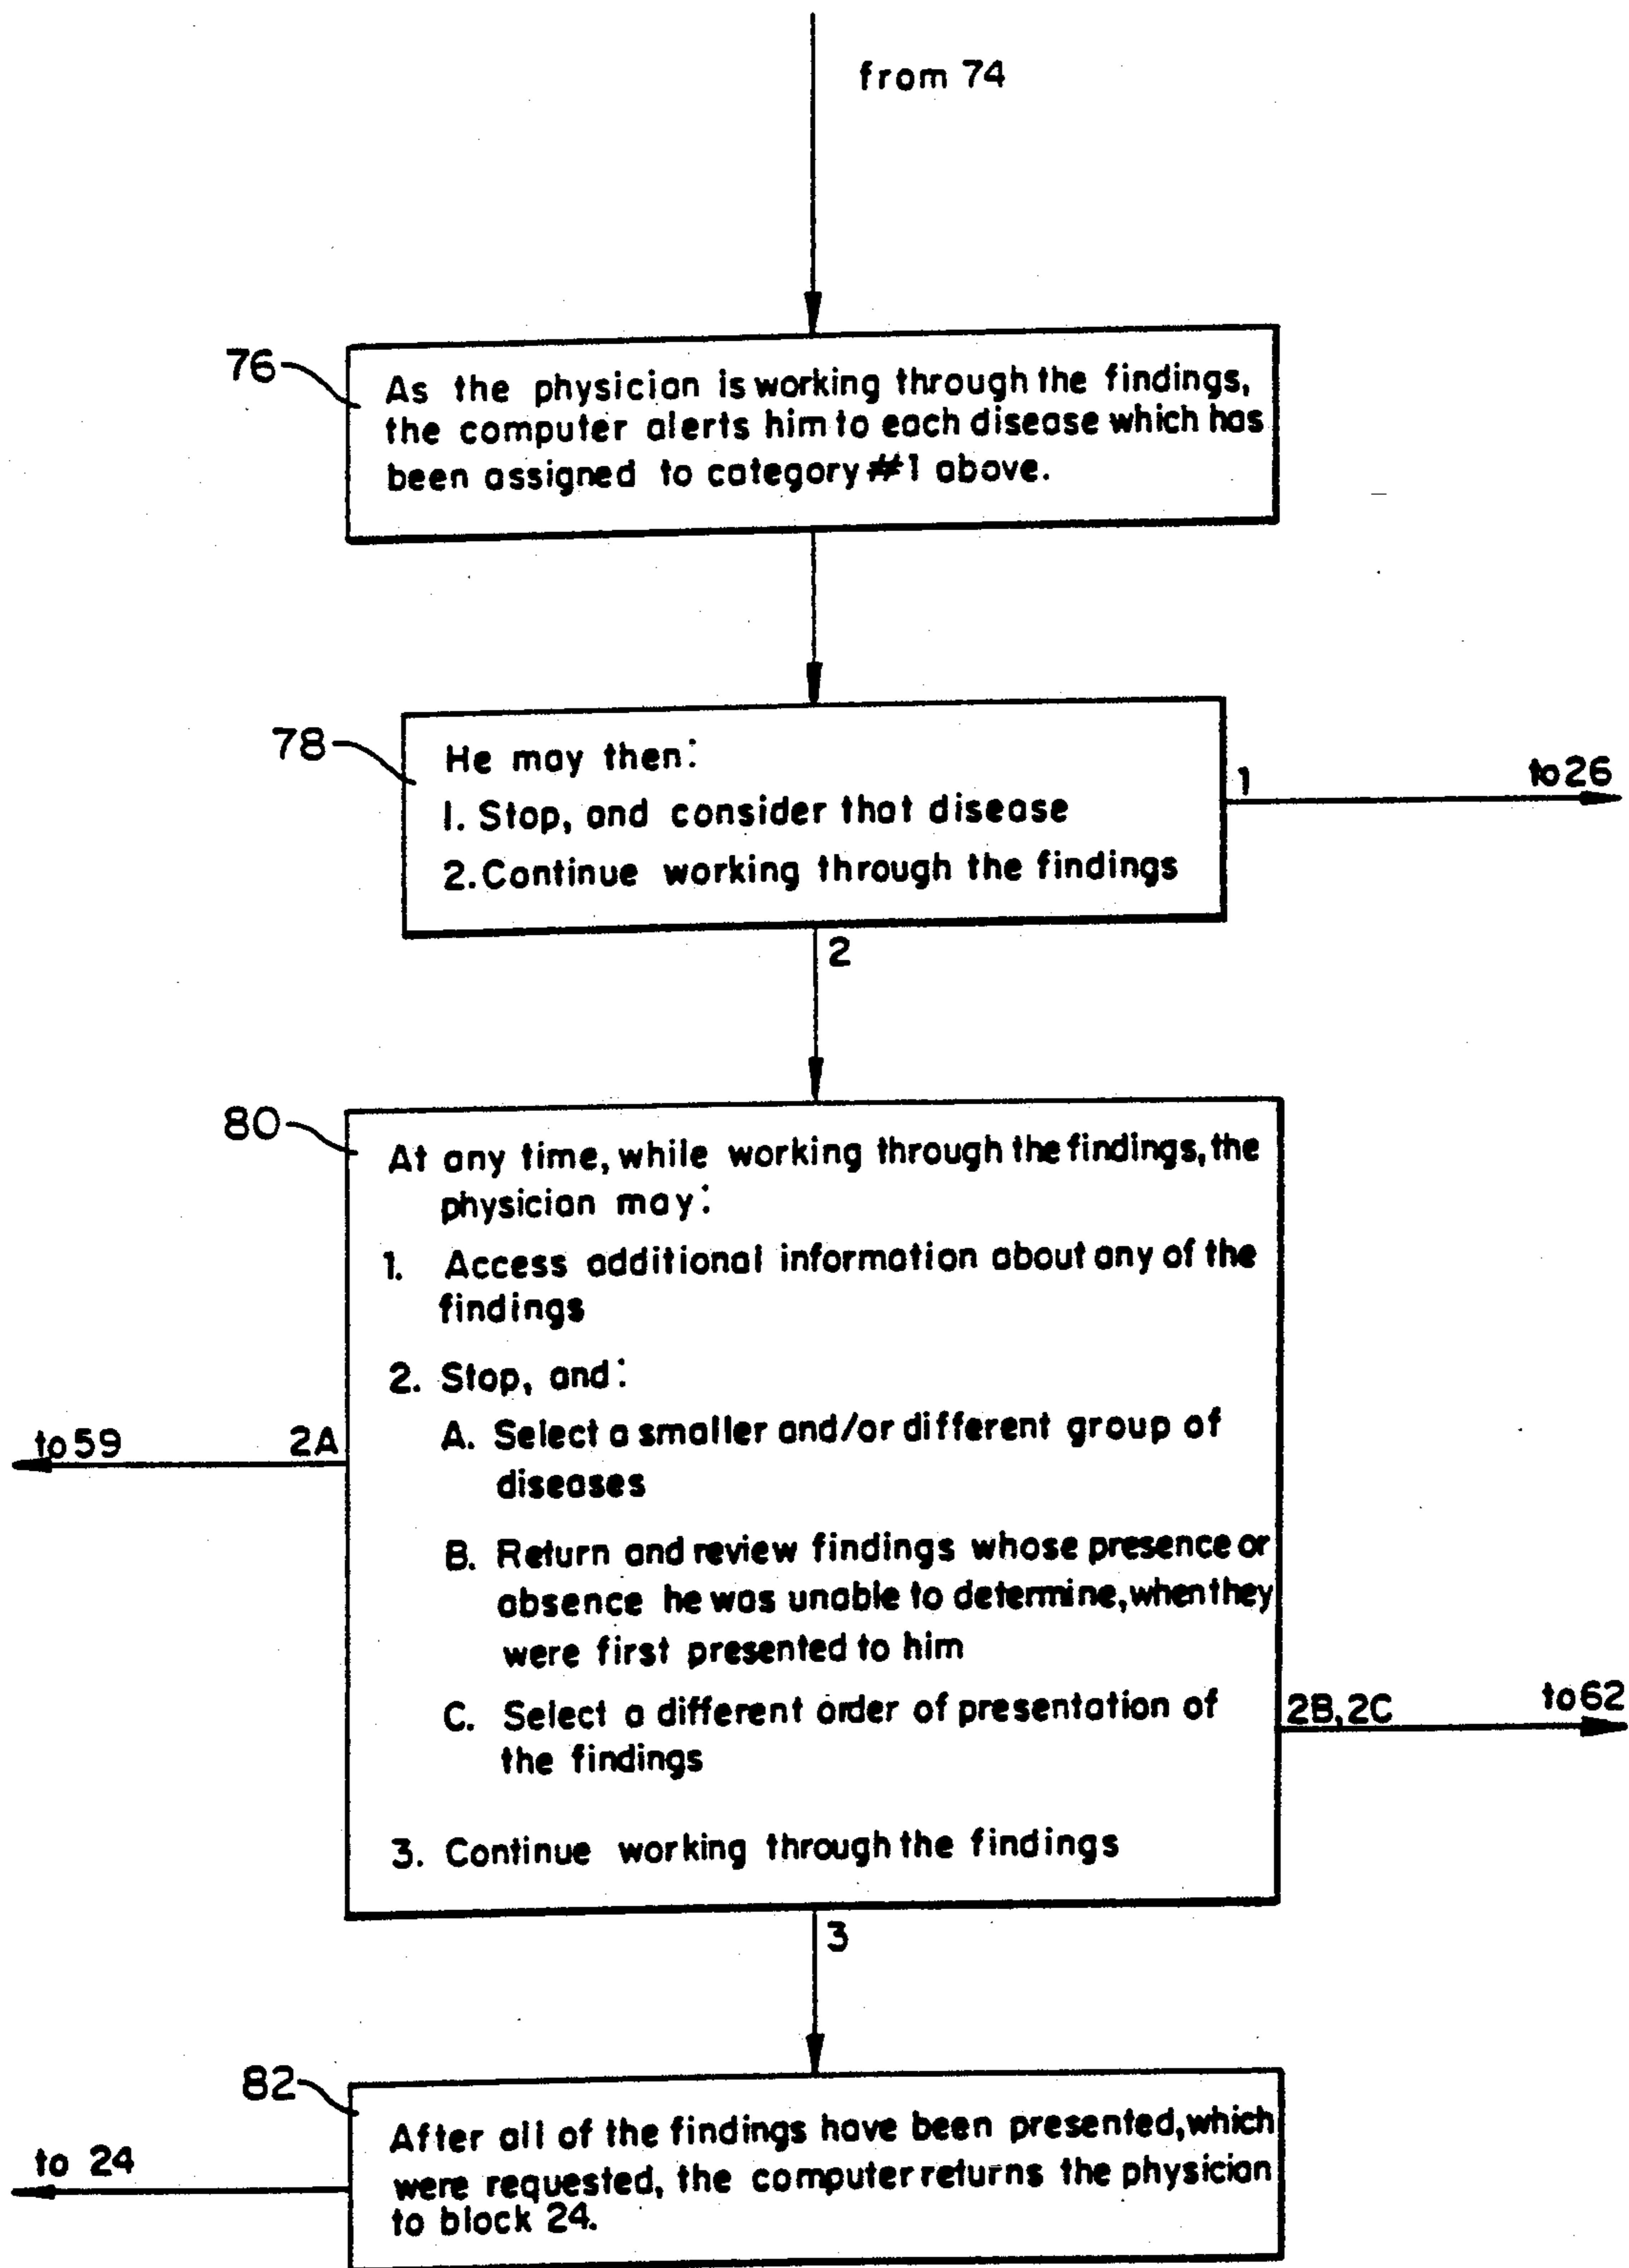 from 74
76
As the physician is working through the findings,
the computer alerts him to each disease which has
been assigned to category #1 above.
78
He may then:
1. Stop, and consider that disease
2. Continue working through the findings
1
to 26
2
80
At any time, while working through the findings, the
physician may:
1. Access additional information about any of the
findings
2. Stop, and:
A. Select a smaller and/or different group of
diseases
to 59
2A
B. Return and review findings whose presence or
absence he was unable to determine, when they
were first presented to him
C. Select a different order of presentation of
the findings
2B, 2C
to 62
3. Continue working through the findings
3
82
After all of the findings have been presented, which
were requested, the computer returns the physician
to block 24.
to 24